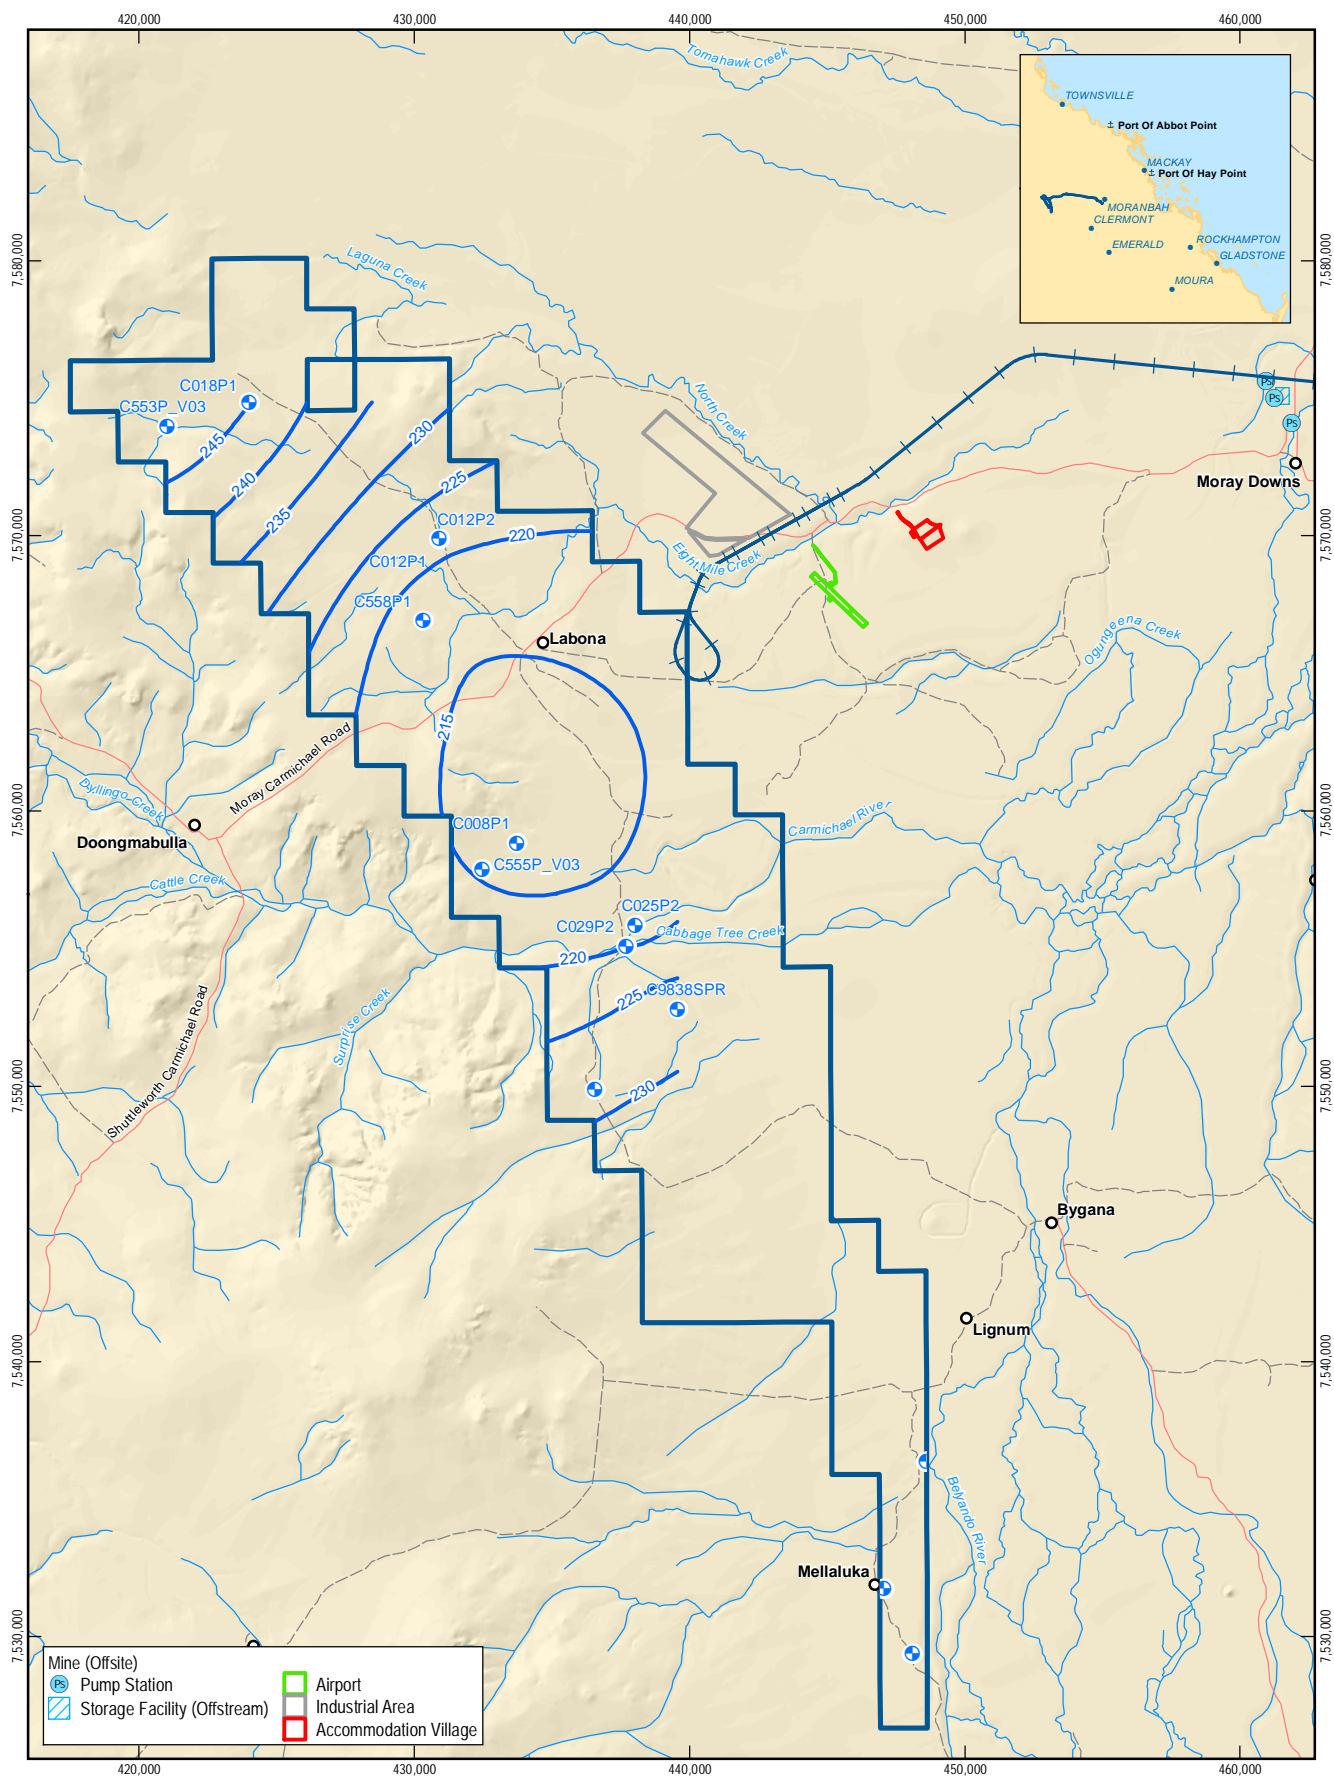 420,000
430,000
440,000
450,000
460,000
Tomahawk Creek
TOWNSVILLE
Port Of Abbot Point
MACKAY
Port Of Hay Point
MORANBAH
CLERMONT
EMERALD
ROCKHAMPTON
GLADSTONE
MOURA
7,580,000
7,580,000
Laguna Creek
C018P1
C553P_V03
North Creek
Ps
Ps
Ps
Moray Downs
245
240
235
230
225
220
C012P2
C012P1
C558P1
7,570,000
7,570,000
Eight Mile Creek
Labona
Ogungeena Creek
215
Moray Carmichael Road
Dyllingo Creek
Doongmabulla
7,560,000
7,560,000
C008P1
C555P_V03
Carmichael River
Cattle Creek
C025P2
C029P2
Cabbage Tree Creek
220
225
C9838SPR
Surprise Creek
Shuttleworth Carmichael Road
7,550,000
7,550,000
230
Bygana
Lignum
7,540,000
7,540,000
Belyando River
Mellaluka
7,530,000
7,530,000
Mine (Offsite)
Ps Pump Station
Storage Facility (Offstream)
Airport
Industrial Area
Accommodation Village
420,000
430,000
440,000
450,000
460,000